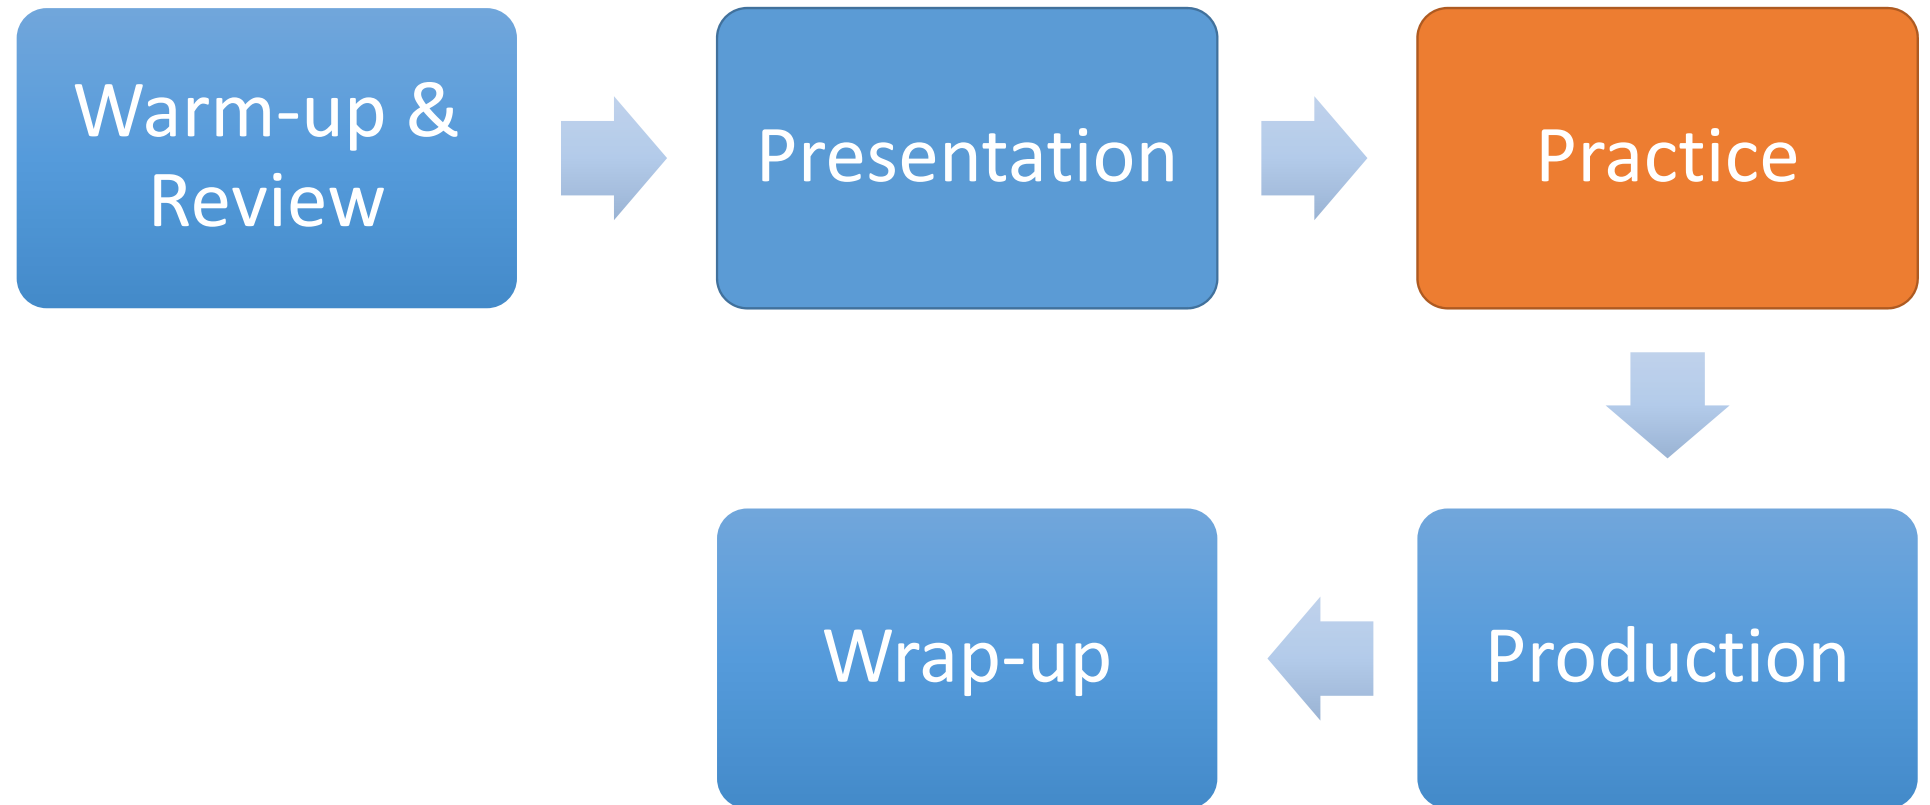 Warm-up &
Review
Presentation
Practice
Production
Wrap-up